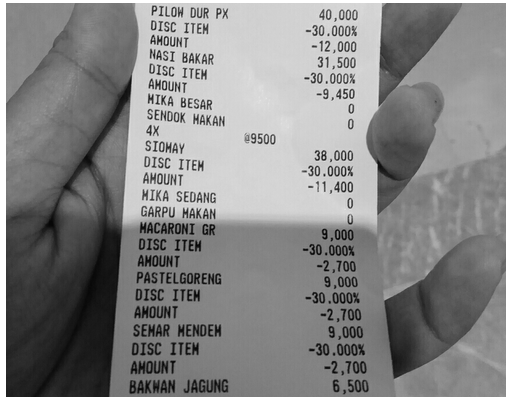 PILOW DUR PX 40,000
DISC ITEM -30.000%
AMOUNT -12,000
NASI BAKAR 31,500
DISC ITEM -30.000%
AMOUNT -9,450
MIKA BESAR 0
SENDOK MAKAN 0
4X @9500
SIOMAY 38,000
DISC ITEM -30.000%
AMOUNT -11,400
MIKA SEDANG 0
GARPU MAKAN 0
MACARONI GR 9,000
DISC ITEM -30.000%
AMOUNT -2,700
PASTELGORENG 9,000
DISC ITEM -30.000%
AMOUNT -2,700
SEMAR MENDEM 9,000
DISC ITEM -30.000%
AMOUNT -2,700
BAKWAN JAGUNG 6,500